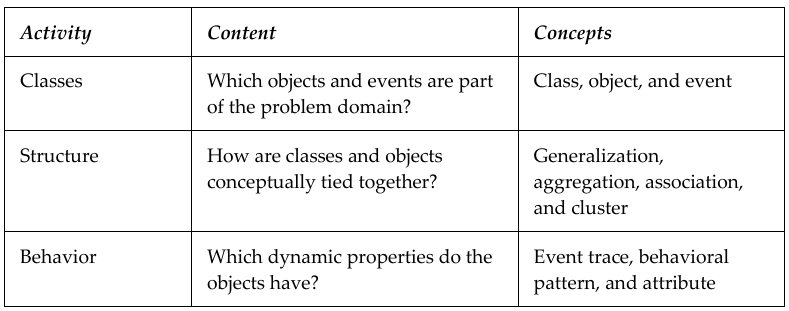 Activity Content Concepts
Classes Which objects and events are part Class, object, and event
of the problem domain?
Structure How are classes and objects Generalization,
conceptually tied together? aggregation, association,
and cluster
Behavior Which dynamic properties do the Event trace, behavioral
objects have? pattern, and attribute